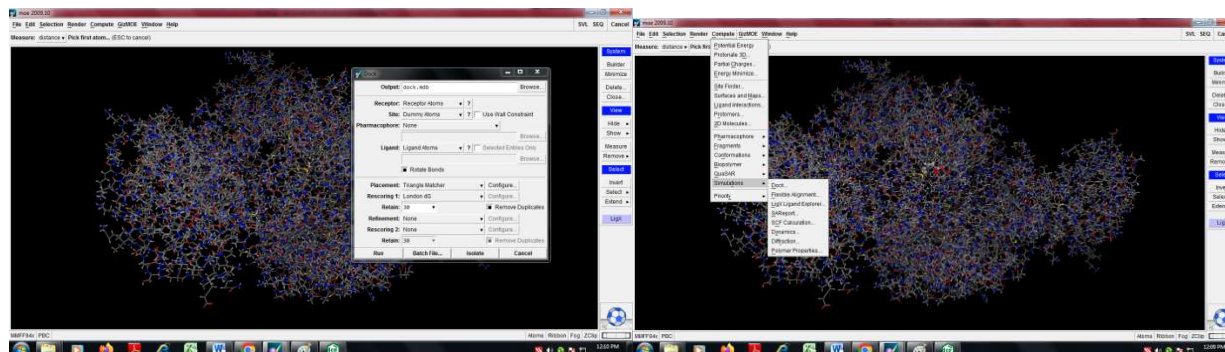 moe 2009.10
File Edit Selection Render Compute GizMOE Window Help
SVL SEQ Cancel
Measure: distance Pick first atom... (ESC to cancel)
System
Builder
Minimize
Delete...
Close...
View
Hide
Show
Measure
Remove
Select
Invert
Select
Extend
LigX
Dock
Output: dock.mdb Browse...
Receptor: Receptor Atoms ?
Site: Dummy Atoms ? Use Wall Constraint
Pharmacophore: None
Browse...
Ligand: Ligand Atoms ? Selected Entries Only
Browse...
Rotate Bonds
Placement: Triangle Matcher Configure...
Rescoring 1: London dG Configure...
Retain: 30 Remove Duplicates
Refinement: None Configure...
Rescoring 2: None Configure...
Retain: 30 Remove Duplicates
Run Batch File... Isolate Cancel
MMFF94x PBC
Atoms Ribbon Fog ZClip
12:10 PM
moe 2009.10
File Edit Selection Render Compute GizMOE Window Help
SVL SEQ
Measure: distance Pick
Potential Energy
Protonate 3D...
Partial Charges...
Energy Minimize...
Site Finder...
Surfaces and Maps...
Ligand Interactions...
Protomers...
2D Molecules...
Pharmacophore
Fragments
Conformations
Biopolymer
QuaSAR
Simulations
Priority
Dock...
Flexible Alignment...
LigX Ligand Explorer...
SAReport...
SCF Calculation...
Dynamics...
Diffraction...
Polymer Properties...
MMFF94x PBC
Atoms Ribbon Fog ZClip
12:09 PM